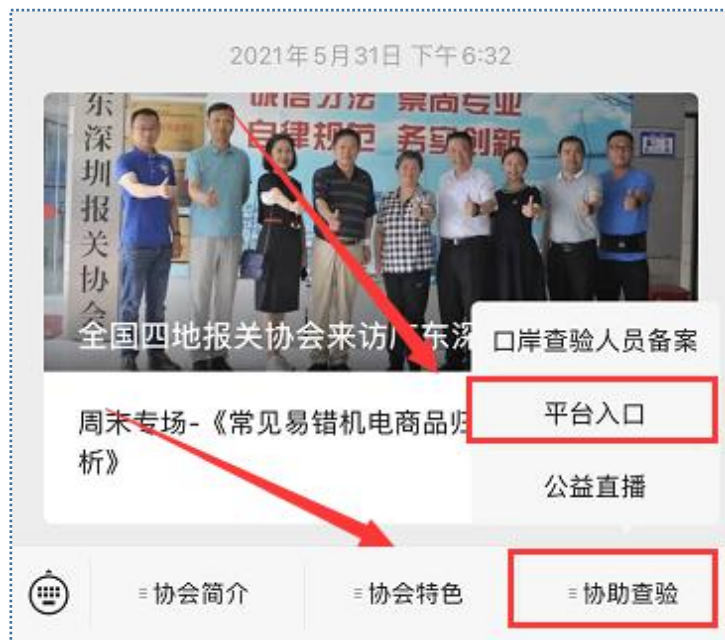 2021年5月31日 下午6:32
诚信守法 崇尚专业
自律规范 务实创新
东深圳报关协会
全国四地报关协会来访广东深
口岸查验人员备案
周末专场-《常见易错机电商品归
析》
平台入口
公益直播
协会简介
协会特色
协助查验